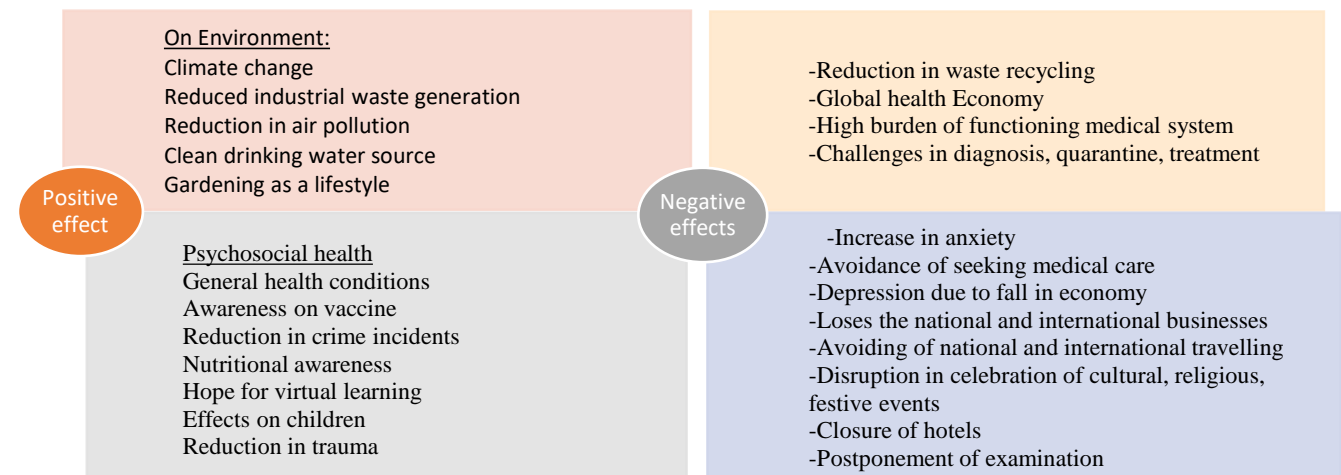 On Environment:
Climate change
Reduced industrial waste generation
Reduction in air pollution
Clean drinking water source
Gardening as a lifestyle
Positive
effect
Psychosocial health
General health conditions
Awareness on vaccine
Reduction in crime incidents
Nutritional awareness
Hope for virtual learning
Effects on children
Reduction in trauma
-Reduction in waste recycling
-Global health Economy
-High burden of functioning medical system
-Challenges in diagnosis, quarantine, treatment
Negative
effects
-Increase in anxiety
-Avoidance of seeking medical care
-Depression due to fall in economy
-Loses the national and international businesses
-Avoiding of national and international travelling
-Disruption in celebration of cultural, religious,
festive events
-Closure of hotels
-Postponement of examination